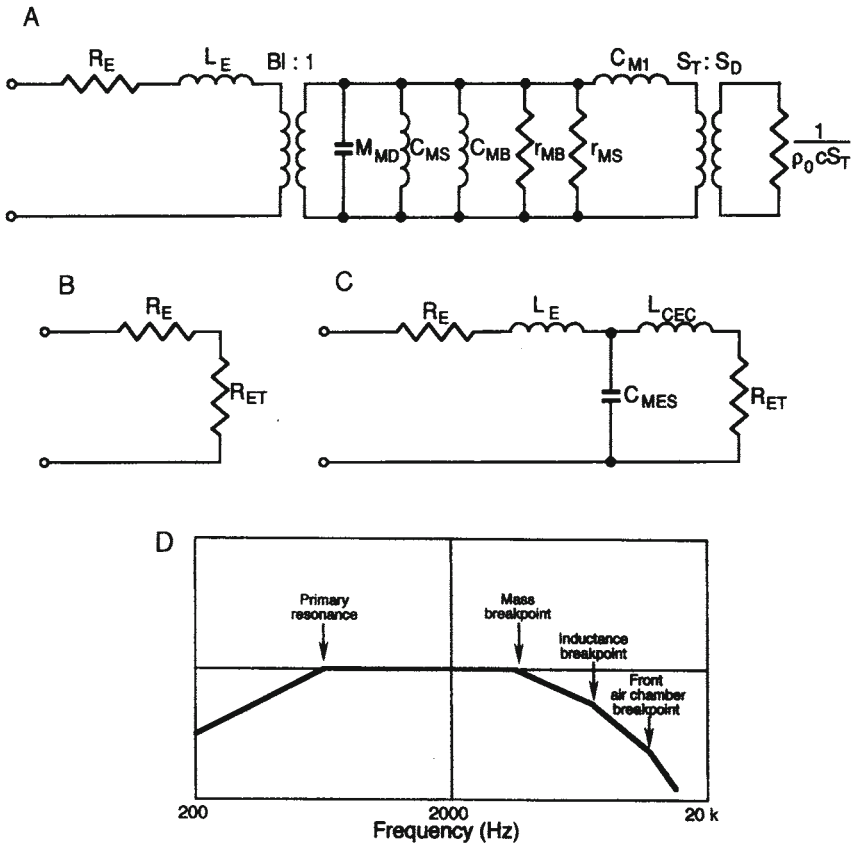 A
R_E
L_E
Bl : 1
C_M1
S_T : S_D
M_MD
C_MS
C_MB
r_MB
r_MS
1
ρ_0 cS_T
B
R_E
R_ET
C
R_E
L_E
L_CEC
C_MES
R_ET
D
Primary
resonance
Mass
breakpoint
Inductance
breakpoint
Front
air chamber
breakpoint
200
2000
20 k
Frequency (Hz)